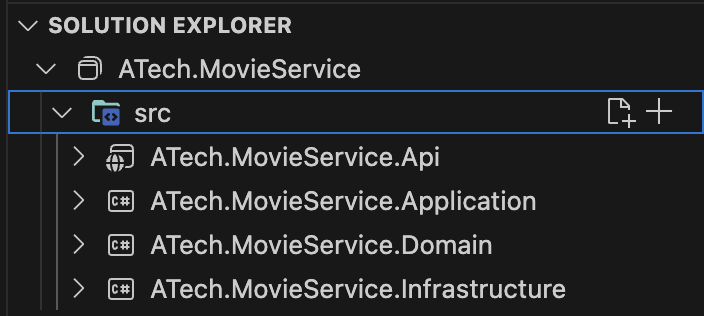 SOLUTION EXPLORER
ATech.MovieService
src
ATech.MovieService.Api
C# ATech.MovieService.Application
C# ATech.MovieService.Domain
C# ATech.MovieService.Infrastructure